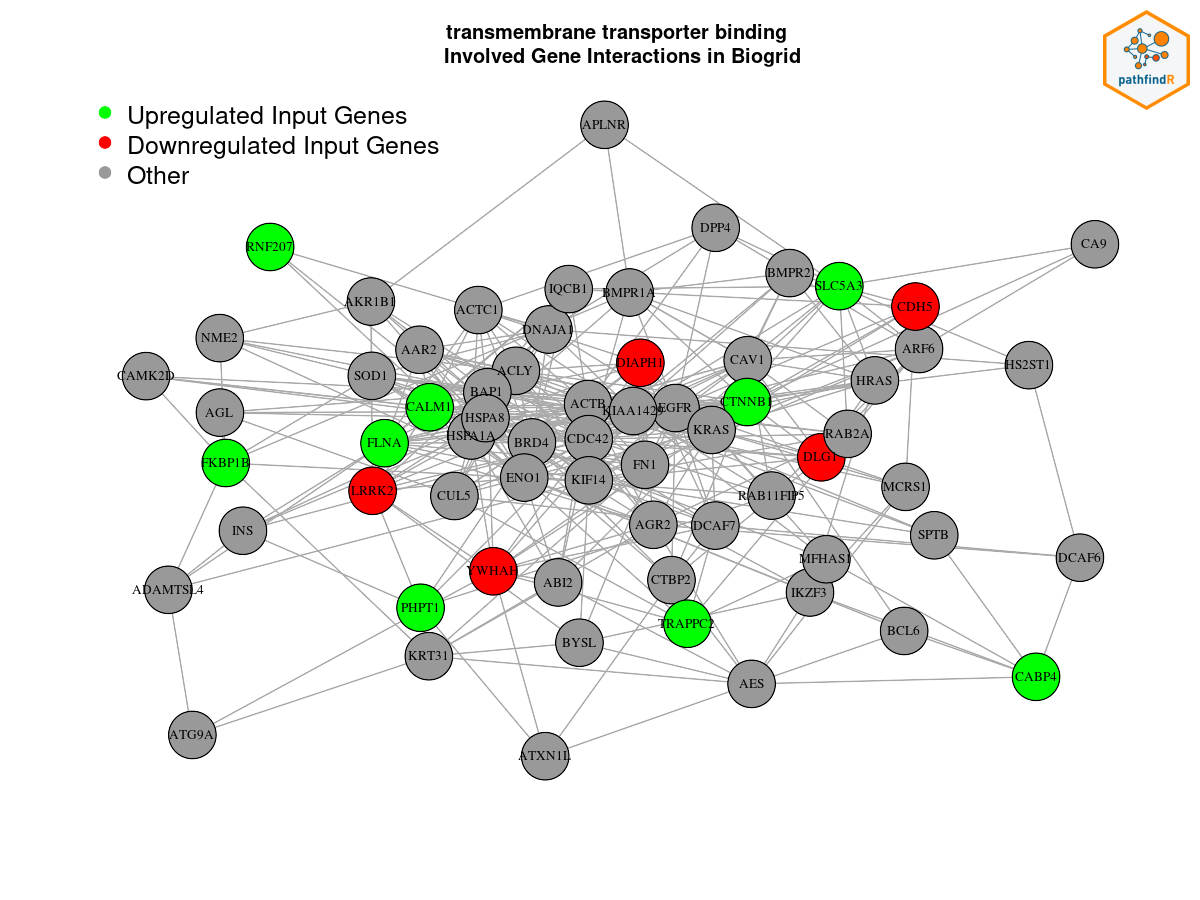 transmembrane transporter binding
Involved Gene Interactions in Biogrid
pathfindR
Upregulated Input Genes
Downregulated Input Genes
Other
APLNR
DPP4
RNF207
CA9
BMPR2
SLC5A3
IQCB1
BMPR1A
AKR1B1
CDH5
ACTC1
DNAJA1
NME2
AAR2
ARF6
DIAPH1
CAV1
HS2ST1
ACLY
CAMK2D
SOD1
HRAS
BAP1
CTNNB1
ACTB
EGFR
CALM1
KIAA1429
AGL
HSPA8
KRAS
RAB2A
HSPA1A
CDC42
BRD4
FLNA
DLG1
FKBP1B
FN1
ENO1
KIF14
MCRS1
LRRK2
CUL5
RAB11FIP5
AGR2
DCAF7
INS
SPTB
DCAF6
MFHAS1
YWHAH
CTBP2
ABI2
ADAMTSL4
IKZF3
PHPT1
TRAPPC2
BCL6
BYSL
KRT31
CABP4
AES
ATG9A
ATXN1L